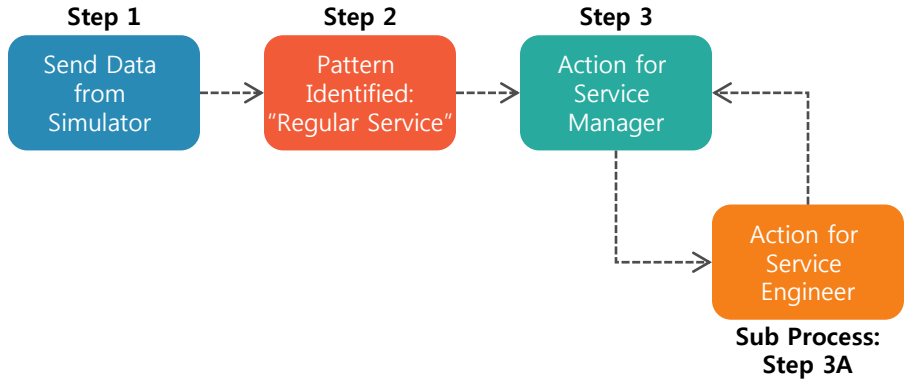 Step 1
Send Data
from
Simulator
Step 2
Pattern
Identified:
“Regular Service”
Step 3
Action for
Service
Manager
Action for
Service
Engineer
Sub Process:
Step 3A